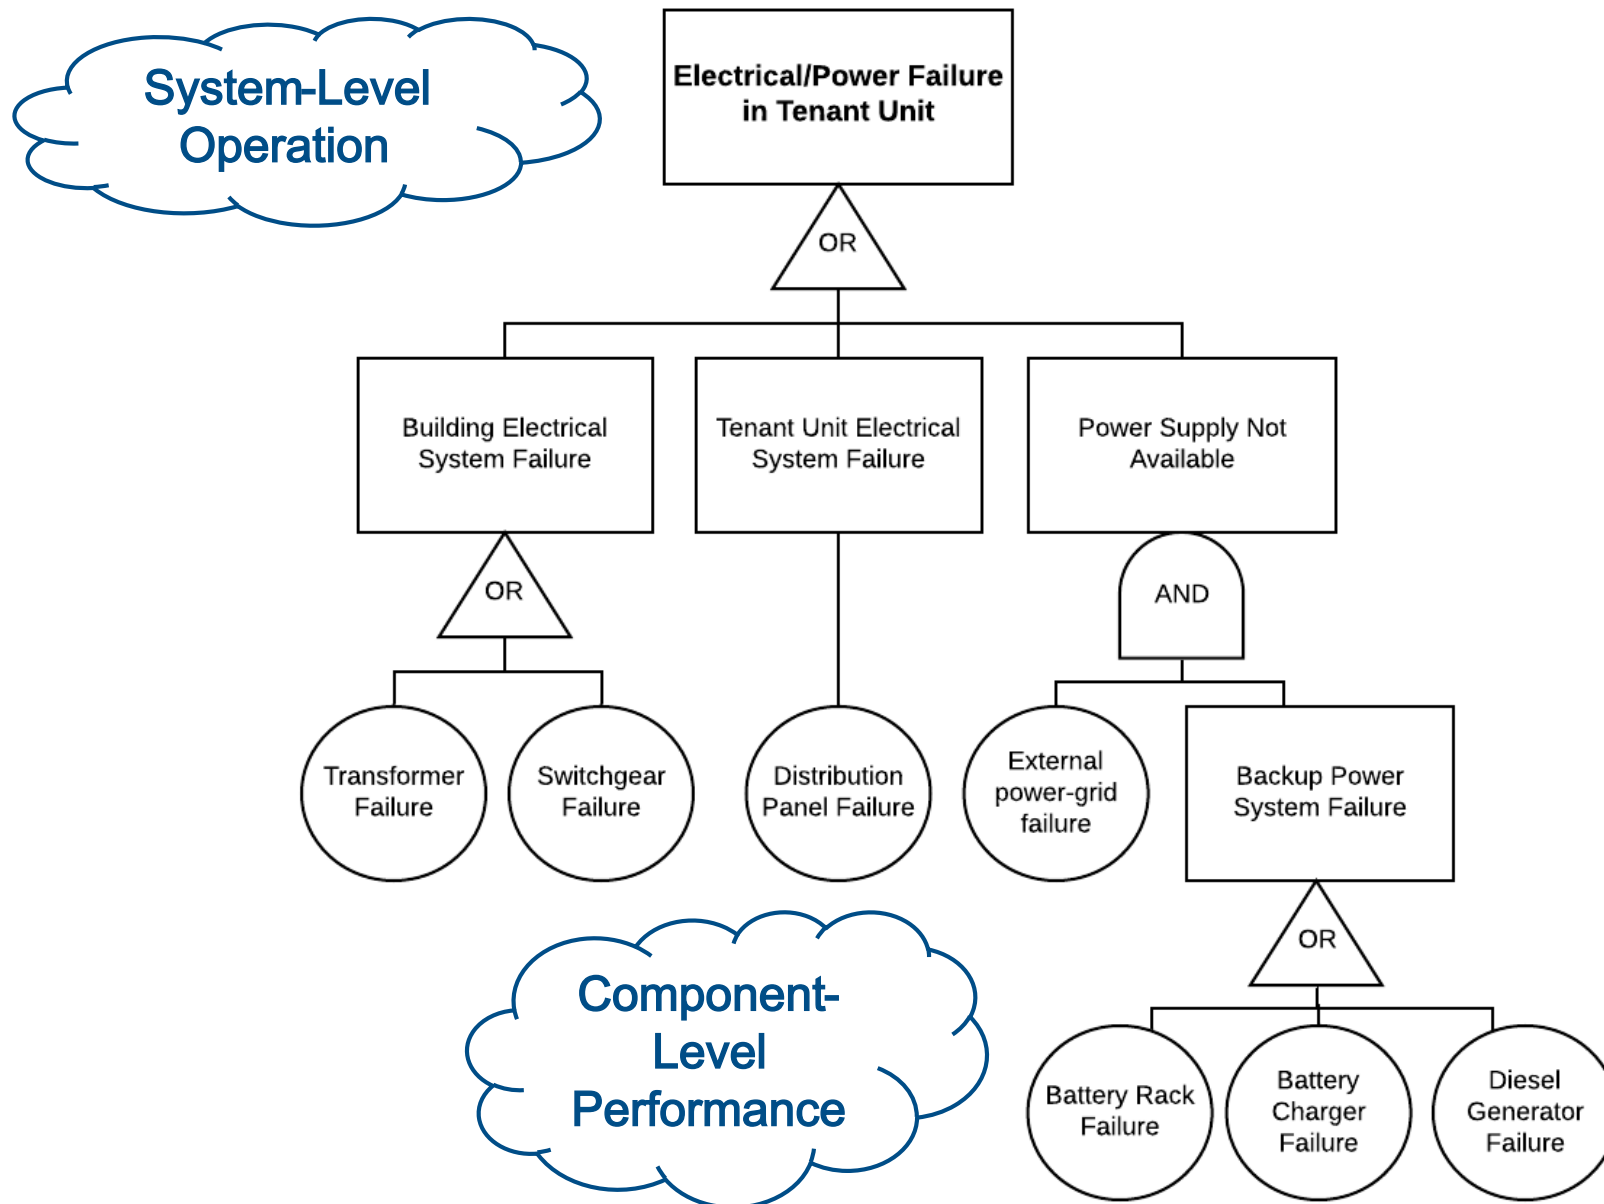 System-Level
Operation
Electrical/Power Failure
in Tenant Unit
OR
Building Electrical
System Failure
Tenant Unit Electrical
System Failure
Power Supply Not
Available
OR
AND
Transformer
Failure
Switchgear
Failure
Distribution
Panel Failure
External
power-grid
failure
Backup Power
System Failure
OR
Component-
Level
Performance
Battery Rack
Failure
Battery
Charger
Failure
Diesel
Generator
Failure